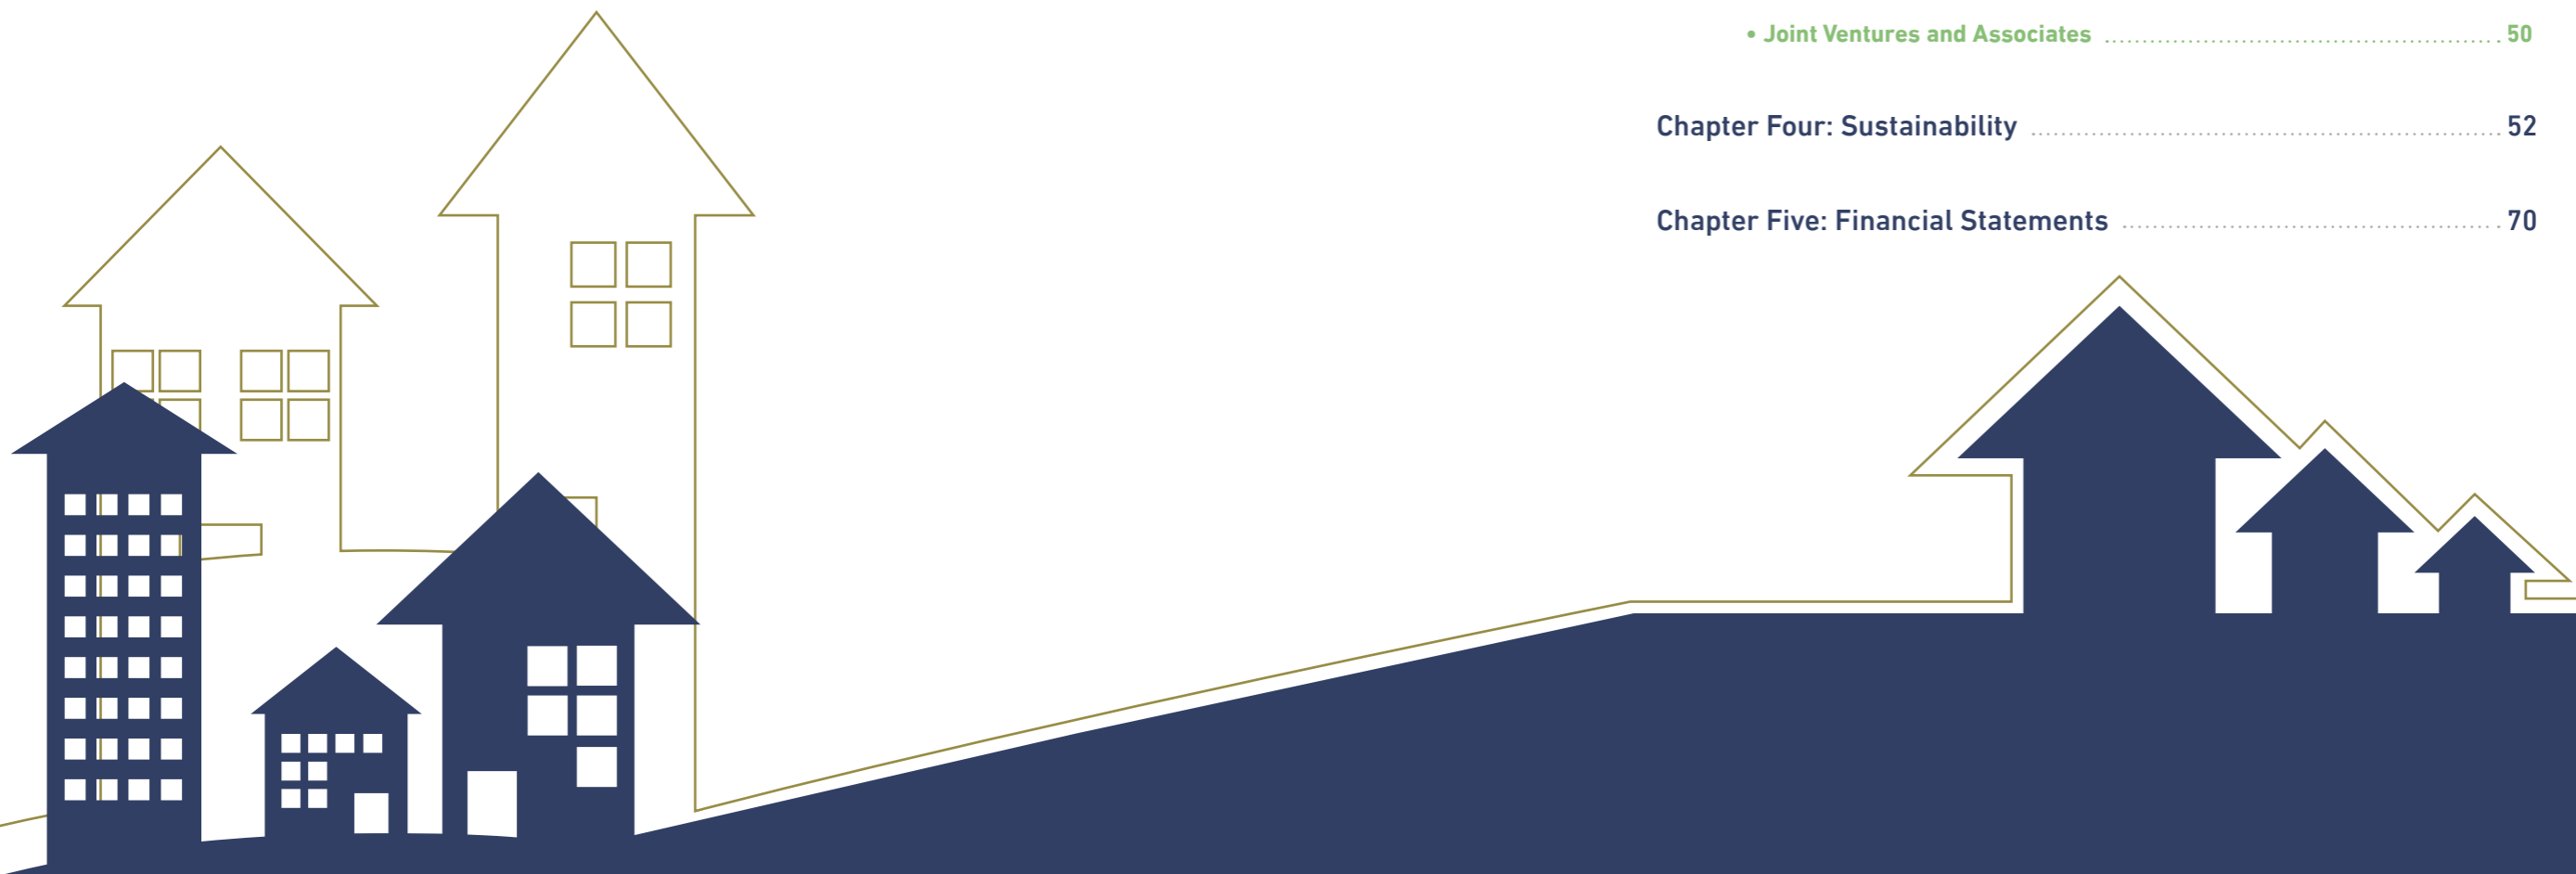 • Joint Ventures and Associates 50
Chapter Four: Sustainability 52
Chapter Five: Financial Statements 70